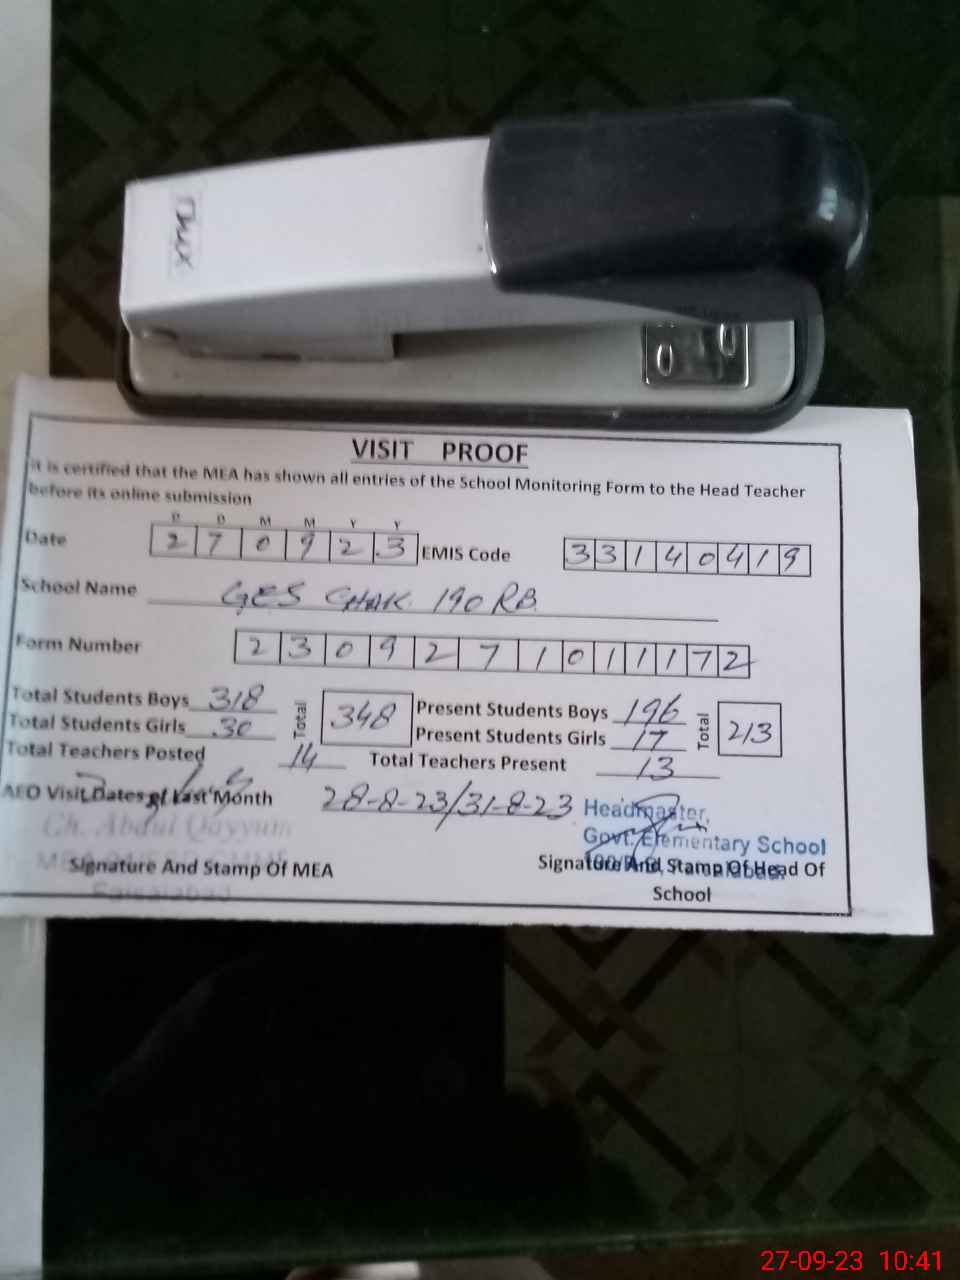 VISIT PROOF
it is certified that the MEA has shown all entries of the School Monitoring Form to the Head Teacher
before its online submission
D D M M Y Y
Date 2 7 0 9 2 3 EMIS Code 3 3 1 4 0 4 1 9
School Name GES CHAK 190 RB.
Form Number 2 3 0 9 2 7 1 0 1 1 1 7 2
Total Students Boys 318 Total 348 Present Students Boys 196 Total 213
Total Students Girls 30 Present Students Girls 17
Total Teachers Posted 14 Total Teachers Present 13
AEO Visit Dates of Last Month 28-8-23/31-8-23
Headmaster,
Govt. Elementary School
Ch. Abdul Qayyum
Signature And Stamp Of MEA
Faisalabad
Signature And Stamp Of Head Of
School
27-09-23 10:41